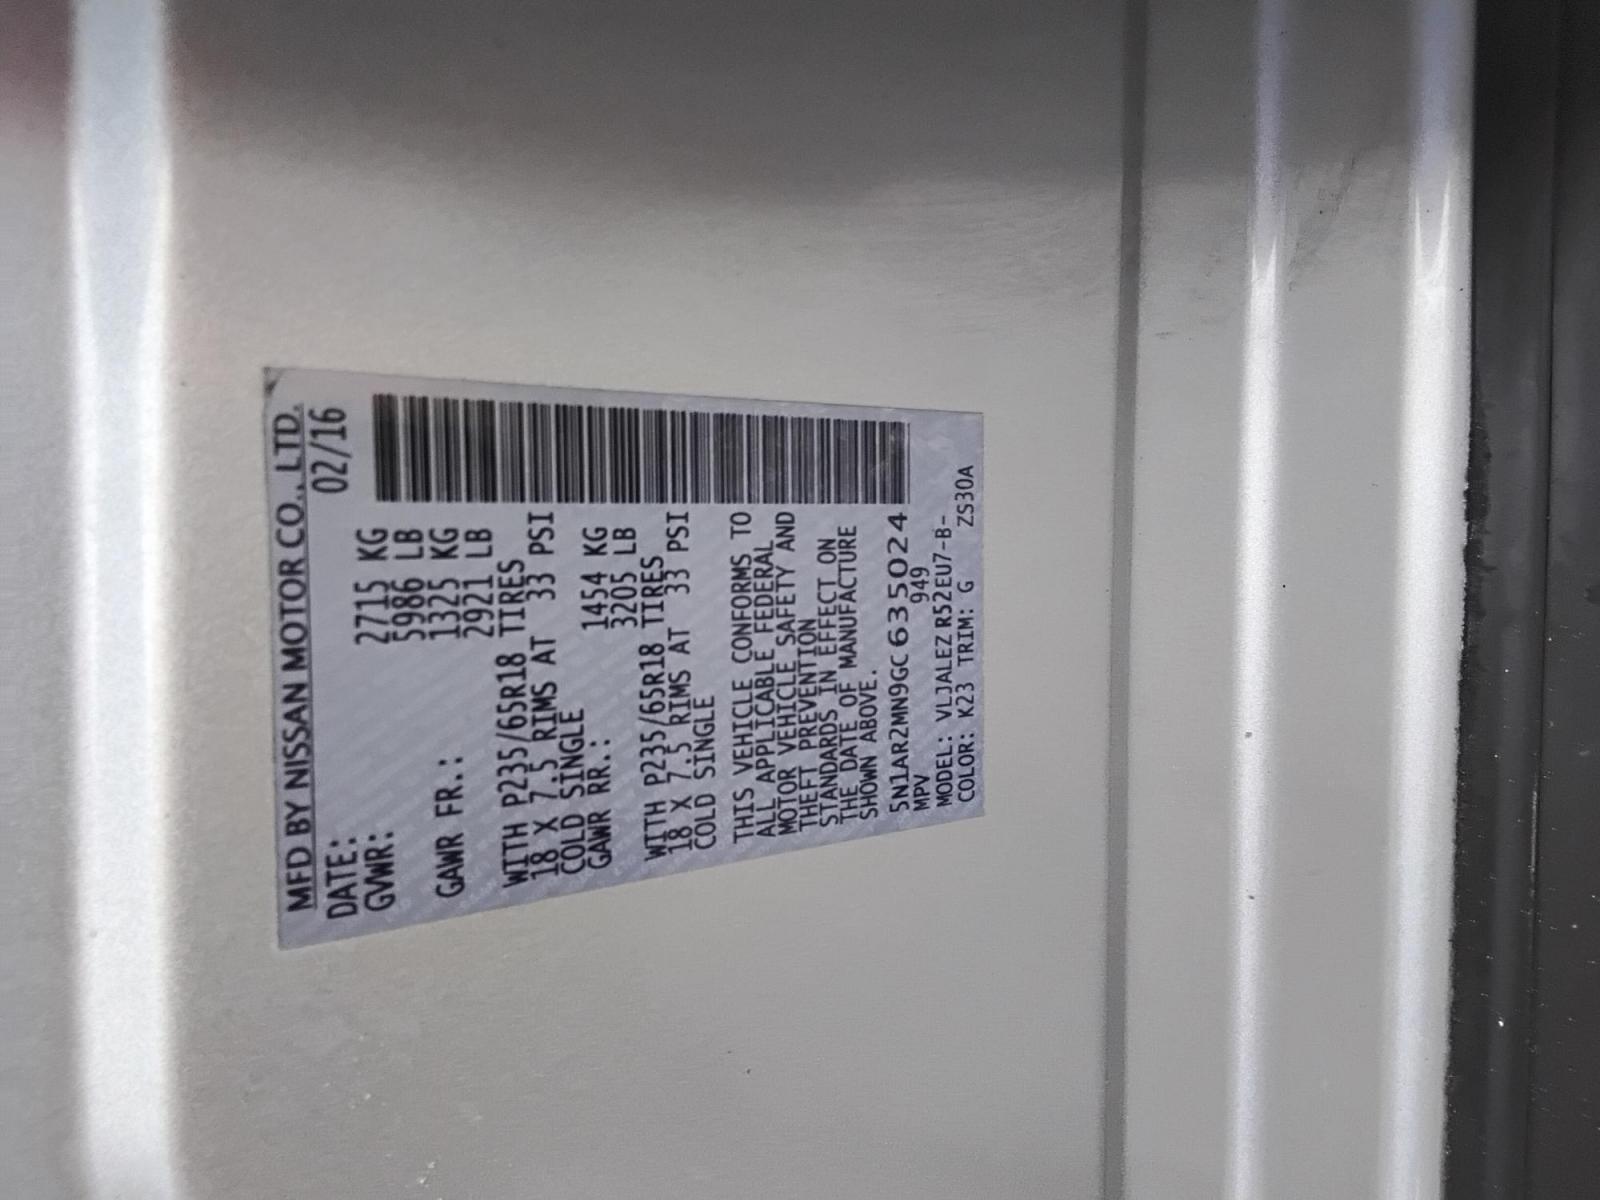 MFD BY NISSAN MOTOR CO., LTD.
DATE: 02/16
GVWR: 2715 KG
5986 LB
GAWR FR.: 1325 KG
2921 LB
WITH P235/65R18 TIRES
18 X 7.5 RIMS AT 33 PSI
COLD SINGLE
GAWR RR.: 1454 KG
3205 LB
WITH P235/65R18 TIRES
18 X 7.5 RIMS AT 33 PSI
COLD SINGLE
THIS VEHICLE CONFORMS TO
ALL APPLICABLE FEDERAL
MOTOR VEHICLE SAFETY AND
THEFT PREVENTION
STANDARDS IN EFFECT ON
THE DATE OF MANUFACTURE
SHOWN ABOVE.
5N1AR2MN9GC635024
MPV 949
MODEL: VLJALEZ R52EU7-B-
COLOR: K23 TRIM: G ZS30A